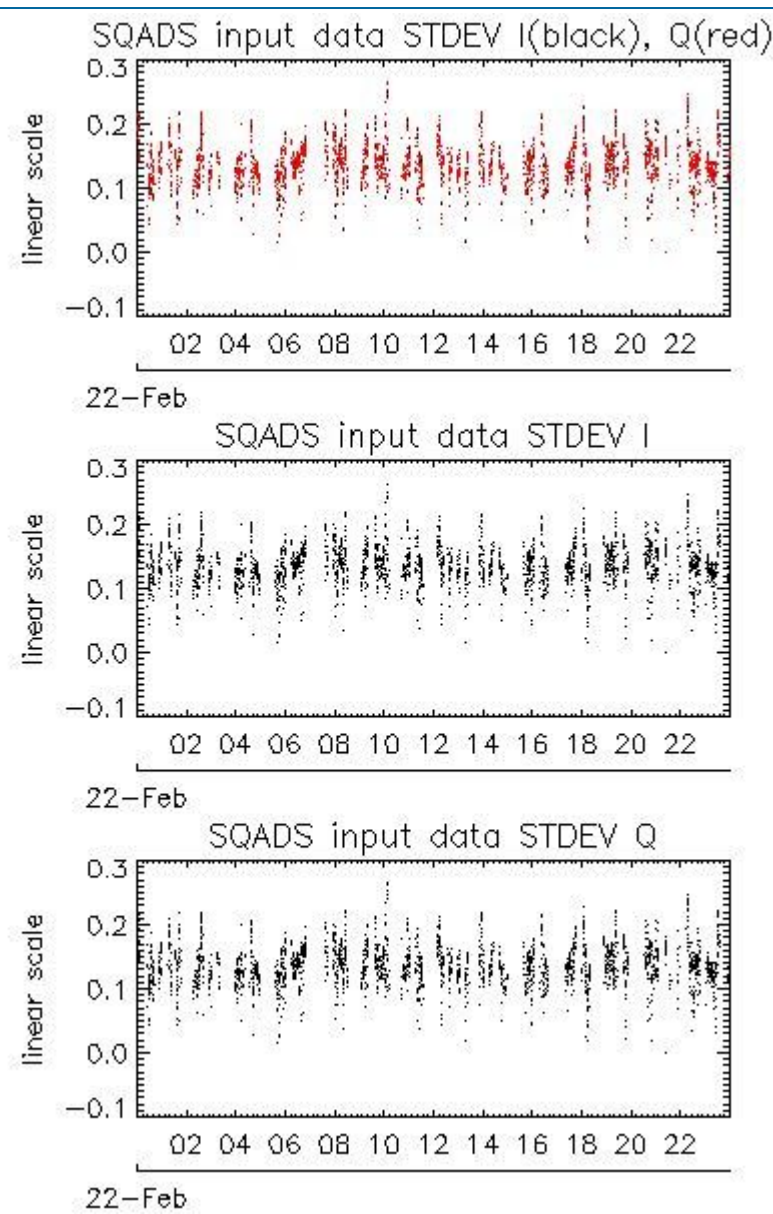 SQADS input data STDEV I(black), Q(red)
0.3
0.2
0.1
0.0
−0.1
linear scale
02 04 06 08 10 12 14 16 18 20 22
22−Feb
SQADS input data STDEV I
0.3
0.2
0.1
0.0
−0.1
linear scale
02 04 06 08 10 12 14 16 18 20 22
22−Feb
SQADS input data STDEV Q
0.3
0.2
0.1
0.0
−0.1
linear scale
02 04 06 08 10 12 14 16 18 20 22
22−Feb